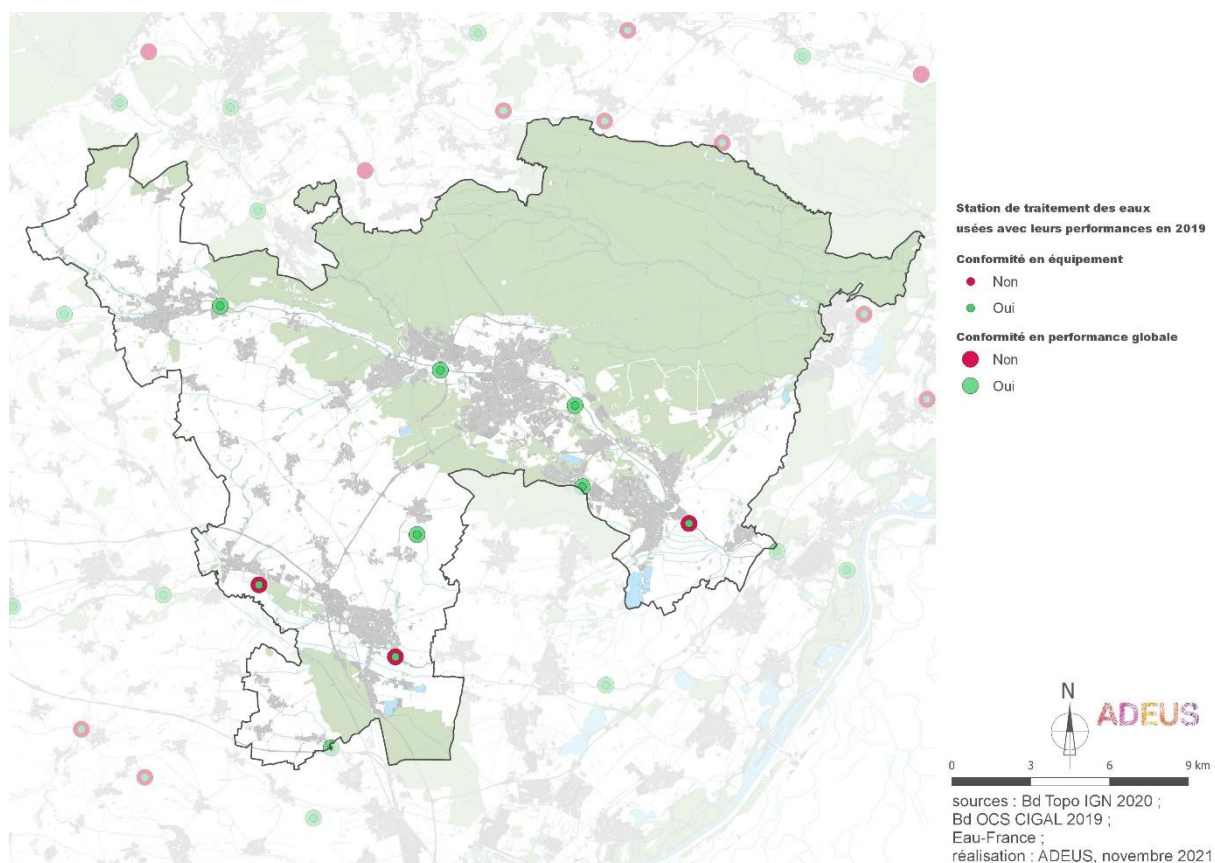 Station de traitement des eaux
usées avec leurs performances en 2019
Conformité en équipement
Non
Oui
Conformité en performance globale
Non
Oui
N
ADEUS
0 3 6 9 km
sources : Bd Topo IGN 2020 ;
Bd OCS CIGAL 2019 ;
Eau-France ;
réalisation : ADEUS, novembre 2021